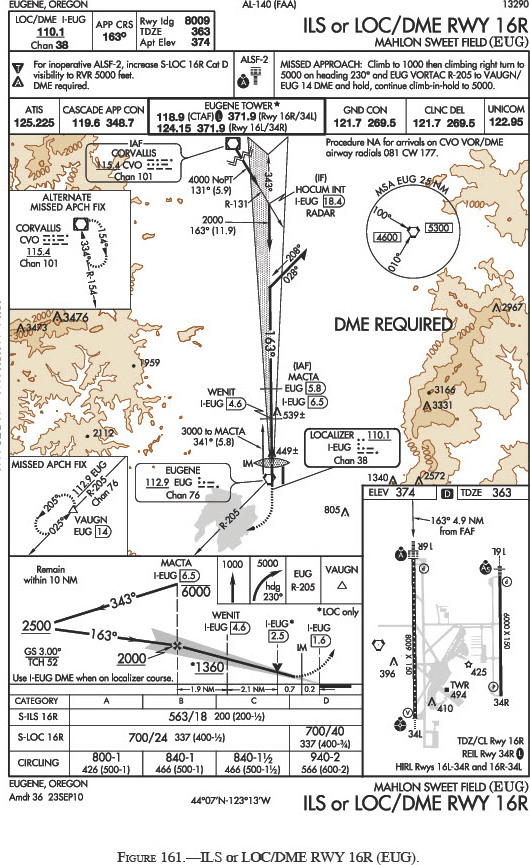 EUGENE, OREGON
AL-140 (FAA)
13290
LOC/DME I-EUG
110.1
Chan 38
APP CRS
163°
Rwy ldg 8009
TDZE 363
Apt Elev 374
ILS or LOC/DME RWY 16R
MAHLON SWEET FIELD (EUG)
T
A
For inoperative ALSF-2, increase S-LOC 16R Cat D
visibility to RVR 5000 feet.
DME required.
ALSF-2
A
MISSED APPROACH: Climb to 1000 then climbing right turn to
5000 on heading 230° and EUG VORTAC R-205 to VAUGN/
EUG 14 DME and hold, continue climb-in-hold to 5000.
ATIS
125.225
CASCADE APP CON
119.6 348.7
EUGENE TOWER*
118.9 (CTAF) L 371.9 (Rwy 16R/34L)
124.15 371.9 (Rwy 16L/34R)
GND CON
121.7 269.5
CLNC DEL
121.7 269.5
UNICOM
122.95
IAF
CORVALLIS
115.4 CVO
Chan 101
Procedure NA for arrivals on CVO VOR/DME
airway radials 081 CW 177.
4000 NoPT
131° (5.9)
R-131
343°
(IF)
HOCUM INT
I-EUG 18.4
RADAR
2000
163° (11.9)
MSA EUG 25 NM
100°
5300
4600
010°
ALTERNATE
MISSED APCH FIX
CORVALLIS
CVO
115.4
Chan 101
154°
334°
R-154
208°
028°
3476
3473
1959
2112
163°
DME REQUIRED
2967
3166
3331
(IAF)
MACTA
EUG 5.8
I-EUG 6.5
WENIT
I-EUG 4.6
539±
3000 to MACTA
341° (5.8)
449±
IM
LOCALIZER 110.1
I-EUG
Chan 38
EUGENE
112.9 EUG
Chan 76
R-205
805
1340
2572
MISSED APCH FIX
112.9 EUG
R-205
Chan 76
205°
025°
VAUGN
EUG 14
ELEV 374
D
TDZE 363
163° 4.9 NM
from FAF
16R
16L
8009 X 150
6000 X 150
396
425
TWR
494
410
34L
34R
TDZ/CL Rwy 16R
REIL Rwy 34R L
HIRL Rwys 16L-34R and 16R-34L
Remain
within 10 NM
MACTA
I-EUG 6.5
6000
343°
2500
163°
2000
GS 3.00°
TCH 52
Use I-EUG DME when on localizer course.
1000
5000
hdg
230°
EUG
R-205
VAUGN
*LOC only
WENIT
I-EUG 4.6
I-EUG*
2.5
I-EUG
1.6
IM
*1360
1.9 NM
2.1 NM
0.7
0.2
CATEGORY A B C D
S-ILS 16R 563/18 200 (200-½)
S-LOC 16R 700/24 337 (400-½) 700/40 337 (400-¾)
CIRCLING 800-1 840-1 840-1½ 940-2
426 (500-1) 466 (500-1) 466 (500-1½) 566 (600-2)
EUGENE, OREGON
Amdt 36 23SEP10
44°07'N-123°13'W
MAHLON SWEET FIELD (EUG)
ILS or LOC/DME RWY 16R
FIGURE 161.—ILS or LOC/DME RWY 16R (EUG).